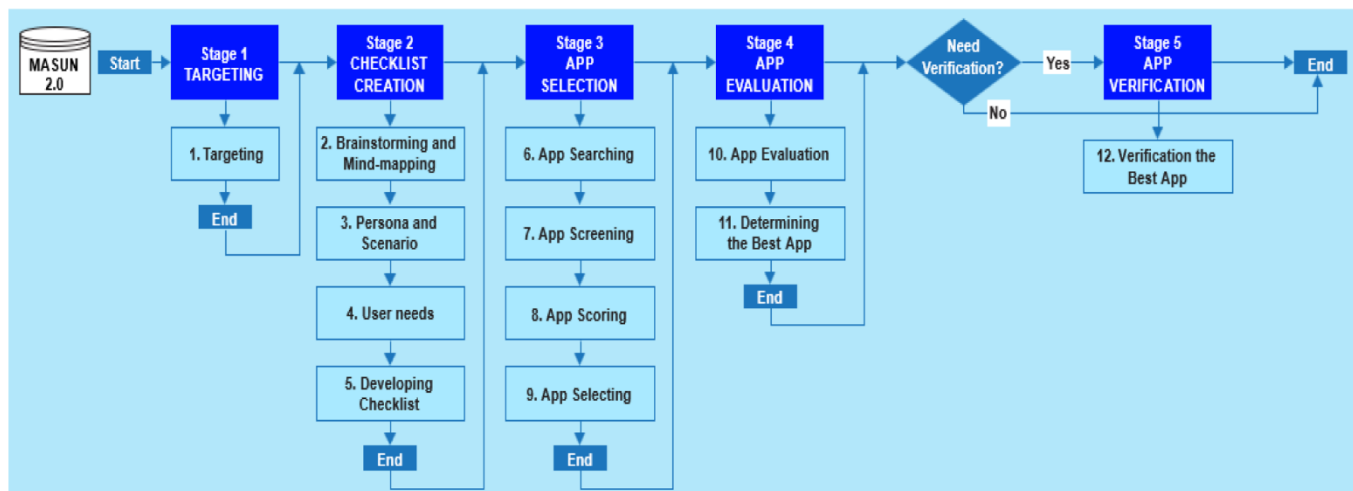 MASUN
2.0
Start
Stage 1
TARGETING
1. Targeting
End
Stage 2
CHECKLIST
CREATION
2. Brainstorming and
Mind-mapping
3. Persona and
Scenario
4. User needs
5. Developing
Checklist
End
Stage 3
APP
SELECTION
6. App Searching
7. App Screening
8. App Scoring
9. App Selecting
End
Stage 4
APP
EVALUATION
10. App Evaluation
11. Determining
the Best App
End
Need
Verification?
Yes
No
Stage 5
APP
VERIFICATION
12. Verification the
Best App
End